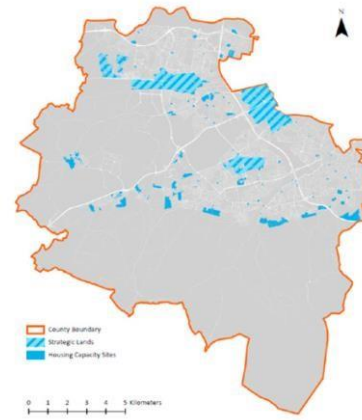 N
County Boundary
Strategic Lands
Housing Capacity Sites
0 1 2 3 4 5 Kilometers